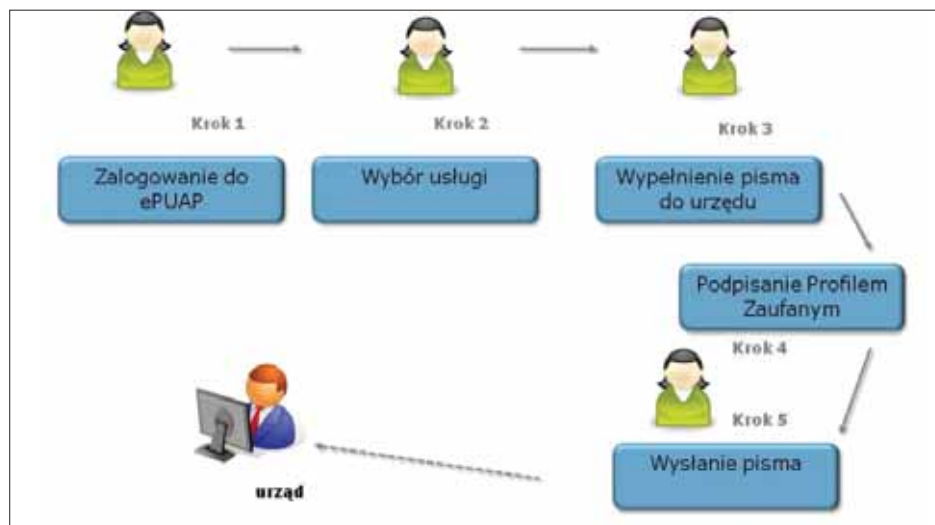 Krok 1
Zalogowanie do
ePUAP
Krok 2
Wybór usługi
Krok 3
Wypełnienie pisma
do urzędu
Podpisanie Profilem
Zaufanym
Krok 4
Krok 5
Wysłanie pisma
urząd